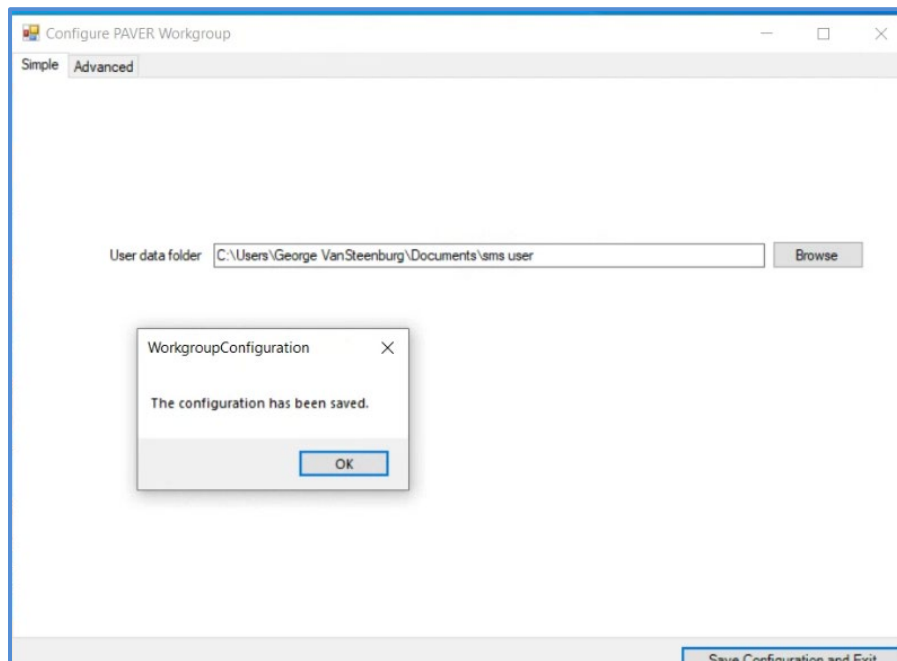 Configure PAVER Workgroup
Simple Advanced
User data folder C:\Users\George VanSteenburg\Documents\sms user Browse
WorkgroupConfiguration
The configuration has been saved.
OK
Save Configuration and Exit